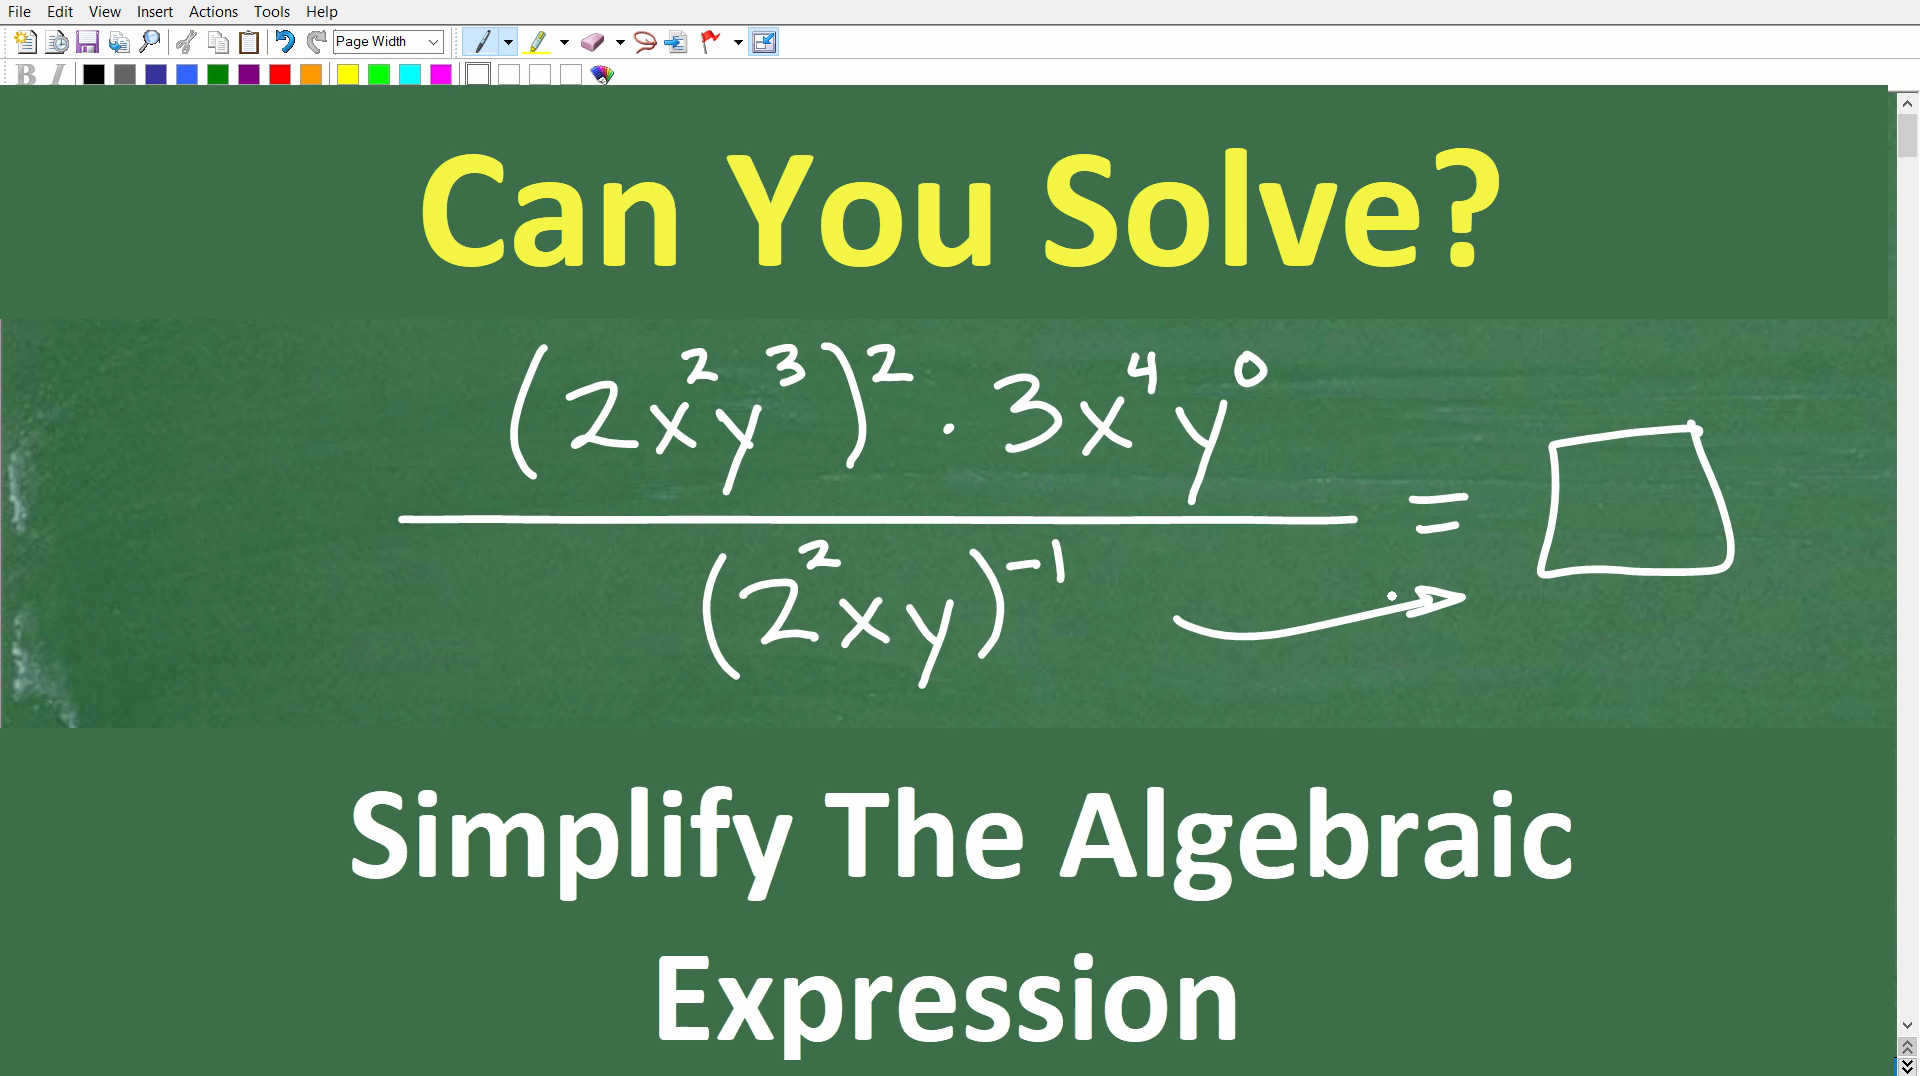 File Edit View Insert Actions Tools Help
Page Width
B I
Can You Solve?
(2x²y³)² · 3x⁴y⁰
=
(2²xy)⁻¹
Simplify The Algebraic
Expression